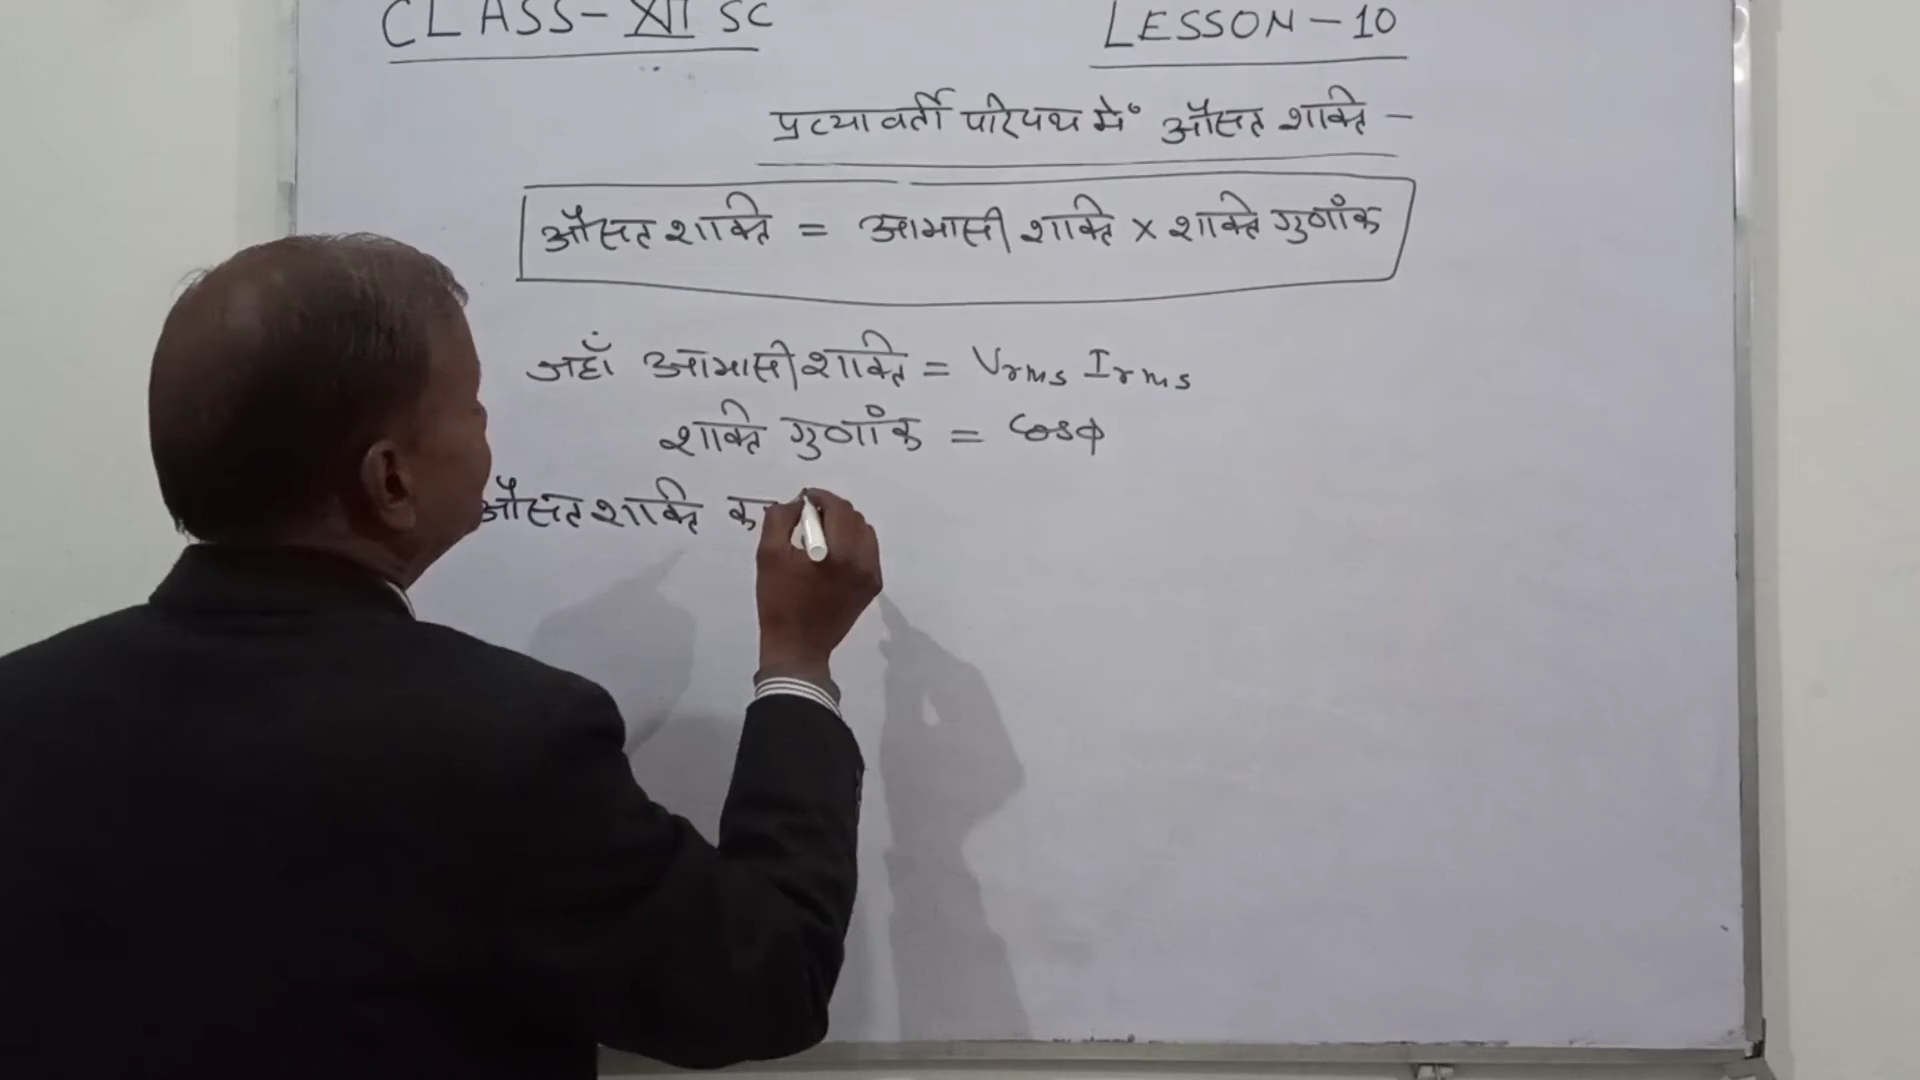 CLASS-XII SC
LESSON-10
प्रत्यावर्ती परिपथ में औसत शक्ति -
औसत शक्ति = आभासी शक्ति × शक्ति गुणांक
जहाँ आभासी शक्ति = Vrms Irms
शक्ति गुणांक = cosφ
औसत शक्ति